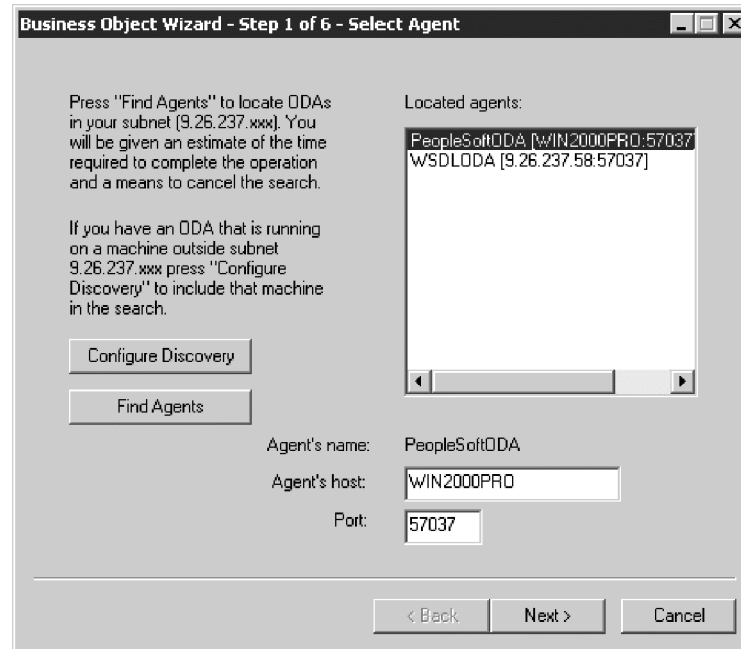 Business Object Wizard - Step 1 of 6 - Select Agent
Press "Find Agents" to locate ODAs
in your subnet (9.26.237.xxx). You
will be given an estimate of the time
required to complete the operation
and a means to cancel the search.
If you have an ODA that is running
on a machine outside subnet
9.26.237.xxx press "Configure
Discovery" to include that machine
in the search.
Configure Discovery
Find Agents
Located agents:
PeopleSoftODA [WIN2000PRO:57037
WSDLODA [9.26.237.58:57037]
Agent's name: PeopleSoftODA
Agent's host: WIN2000PRO
Port: 57037
< Back
Next >
Cancel